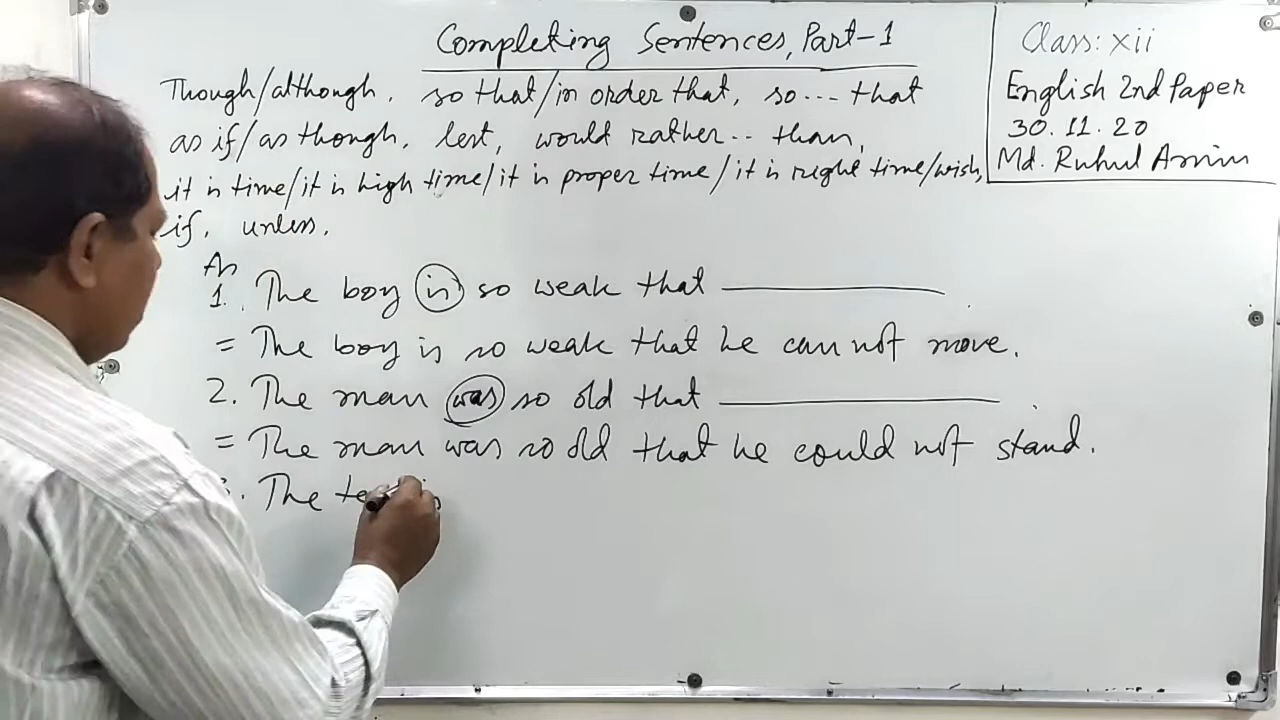 Completing Sentences, Part-1
Though/although, so that/in order that, so... that
as if/as though, lest, would rather.. than,
it is time/it is high time/it is proper time/it is right time/wish,
if, unless.
Class: xii
English 2nd Paper
30.11.20
Md. Ruhul Amin
Ans
1. The boy is so weak that
= The boy is so weak that he can not move.
2. The man was so old that
= The man was so old that he could not stand.
The